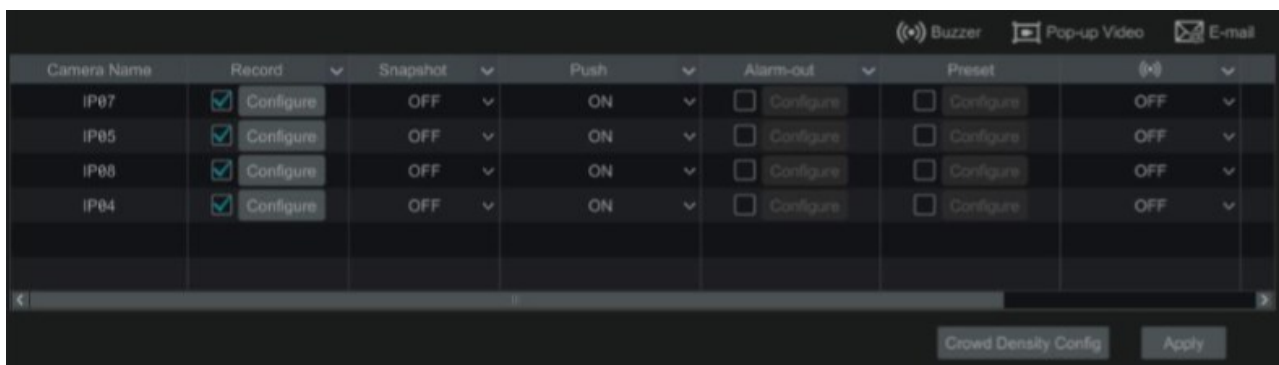 Buzzer Pop-up Video E-mail
Camera Name Record Snapshot Push Alarm-out Preset
IP07 Configure OFF ON Configure Configure OFF
IP05 Configure OFF ON Configure Configure OFF
IP08 Configure OFF ON Configure Configure OFF
IP04 Configure OFF ON Configure Configure OFF
Crowd Density Config Apply